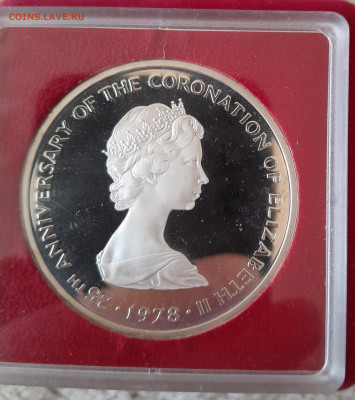 COINS.LAVE.RU
25TH ANNIVERSARY OF THE CORONATION OF ELIZABETH II
· 1978 ·